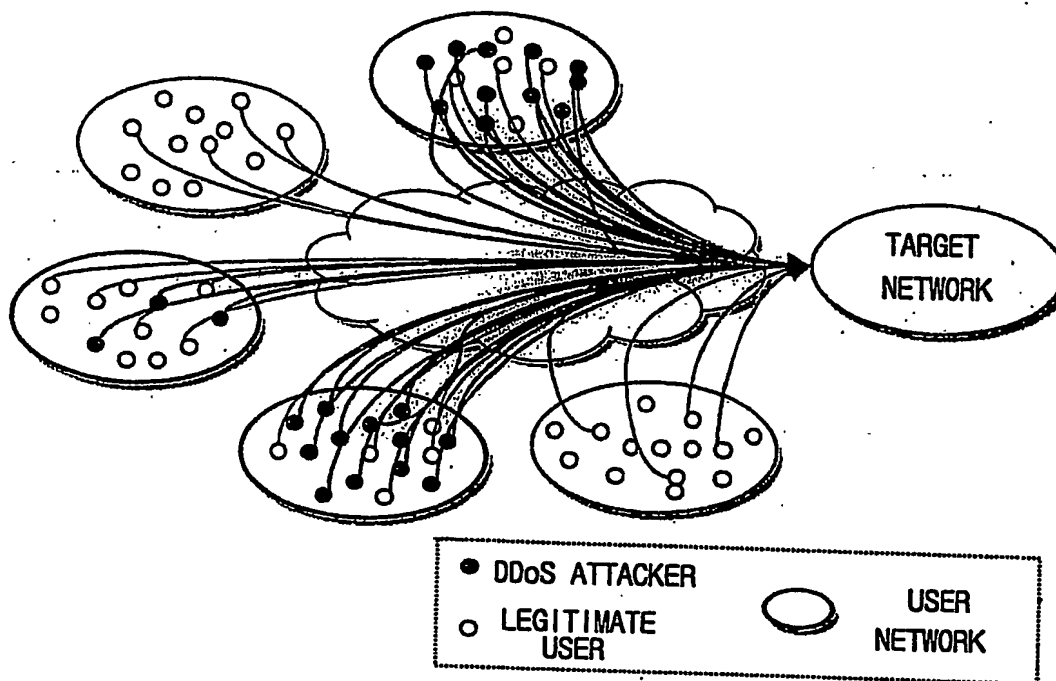 TARGET
NETWORK
DDoS ATTACKER
LEGITIMATE
USER
USER
NETWORK